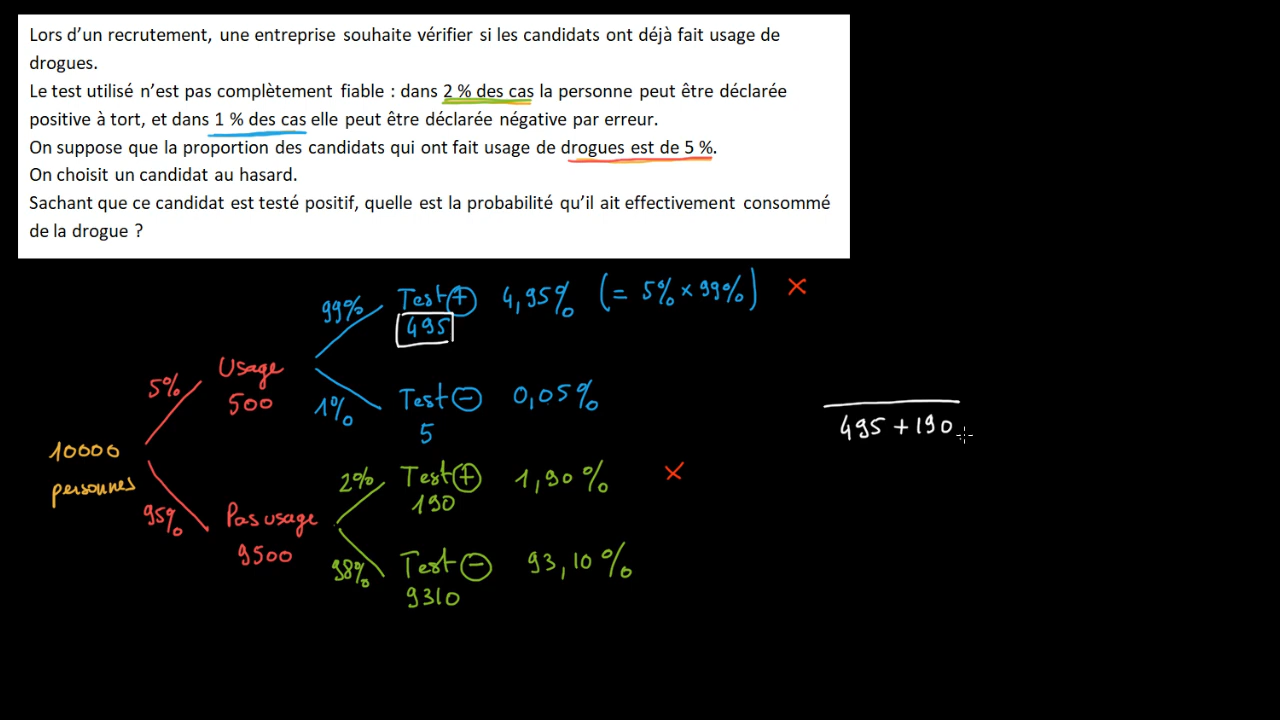 Lors d’un recrutement, une entreprise souhaite vérifier si les candidats ont déjà fait usage de
drogues.
Le test utilisé n’est pas complètement fiable : dans 2 % des cas la personne peut être déclarée
positive à tort, et dans 1 % des cas elle peut être déclarée négative par erreur.
On suppose que la proportion des candidats qui ont fait usage de drogues est de 5 %.
On choisit un candidat au hasard.
Sachant que ce candidat est testé positif, quelle est la probabilité qu’il ait effectivement consommé
de la drogue ?
99% Test + 4,95% (= 5% × 99%) ×
495
5% Usage
500
1% Test - 0,05%
5
495 + 190
10000
personnes
2% Test + 1,90% ×
190
95% Pas usage
9500
98% Test - 93,10%
9310